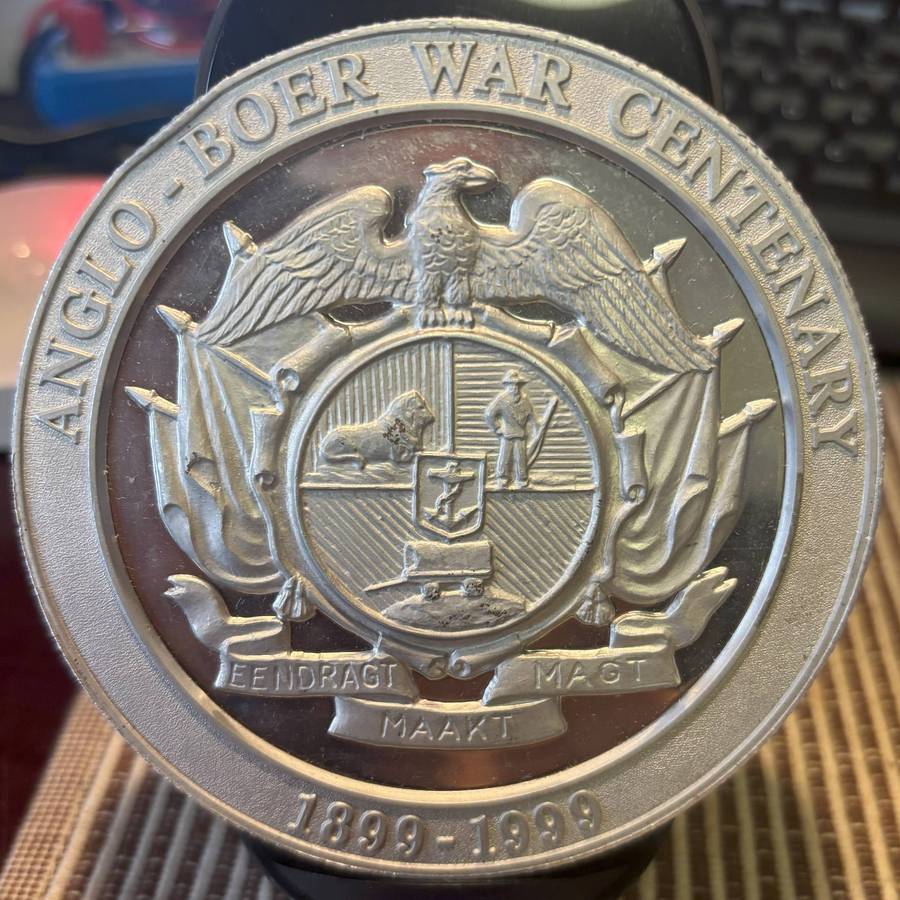 ANGLO-BOER WAR CENTENARY
EENDRAGT MAAKT MAGT
1899-1999